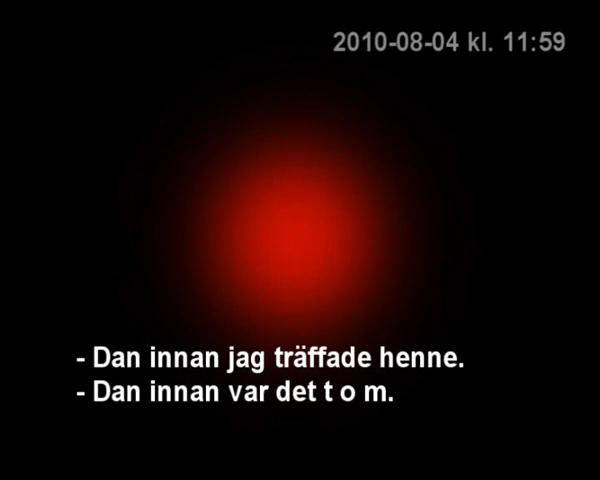 2010-08-04 kl. 11:59
- Dan innan jag träffade henne.
- Dan innan var det t o m.